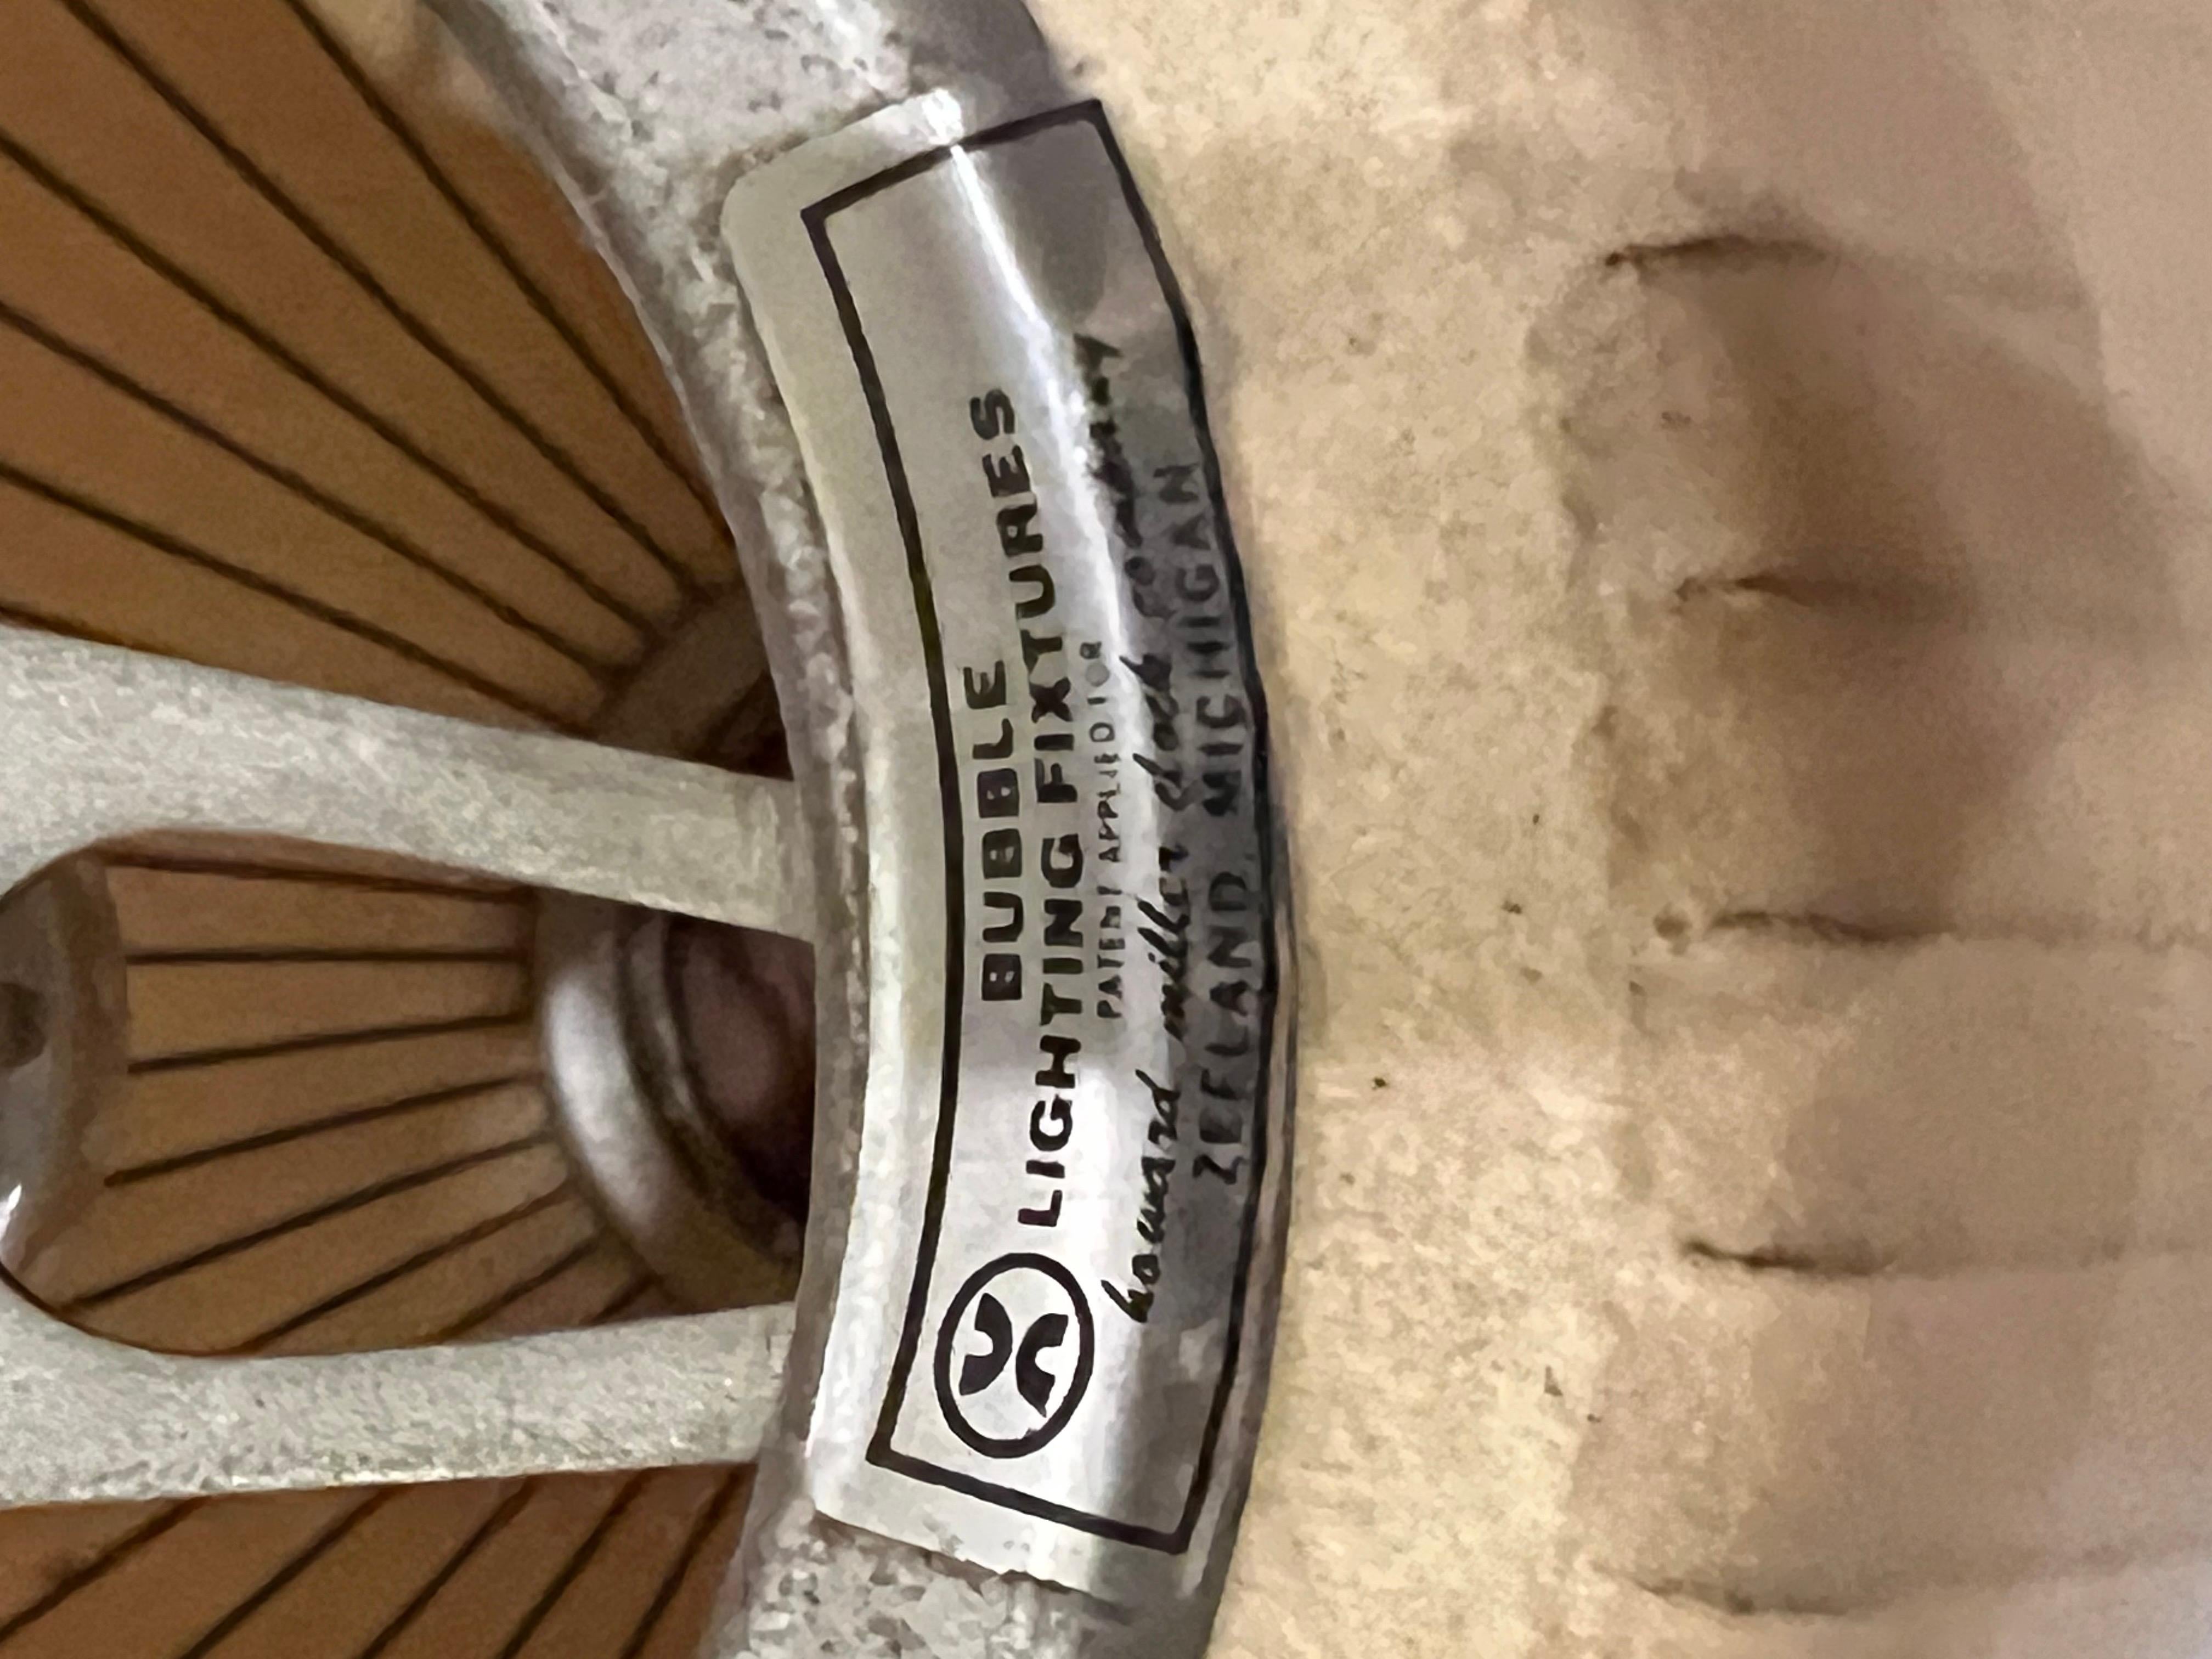 BUBBLE
LIGHTING FIXTURES
PATENT APPLIED FOR
howard miller clock company
ZEELAND, MICHIGAN